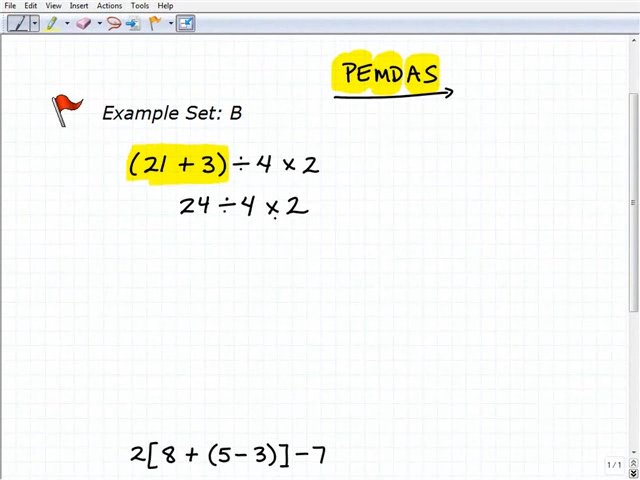 File Edit View Insert Actions Tools Help
PEMDAS
Example Set: B
(21 + 3) ÷ 4 × 2
24 ÷ 4 × 2
2[8 + (5 - 3)] - 7
1/1